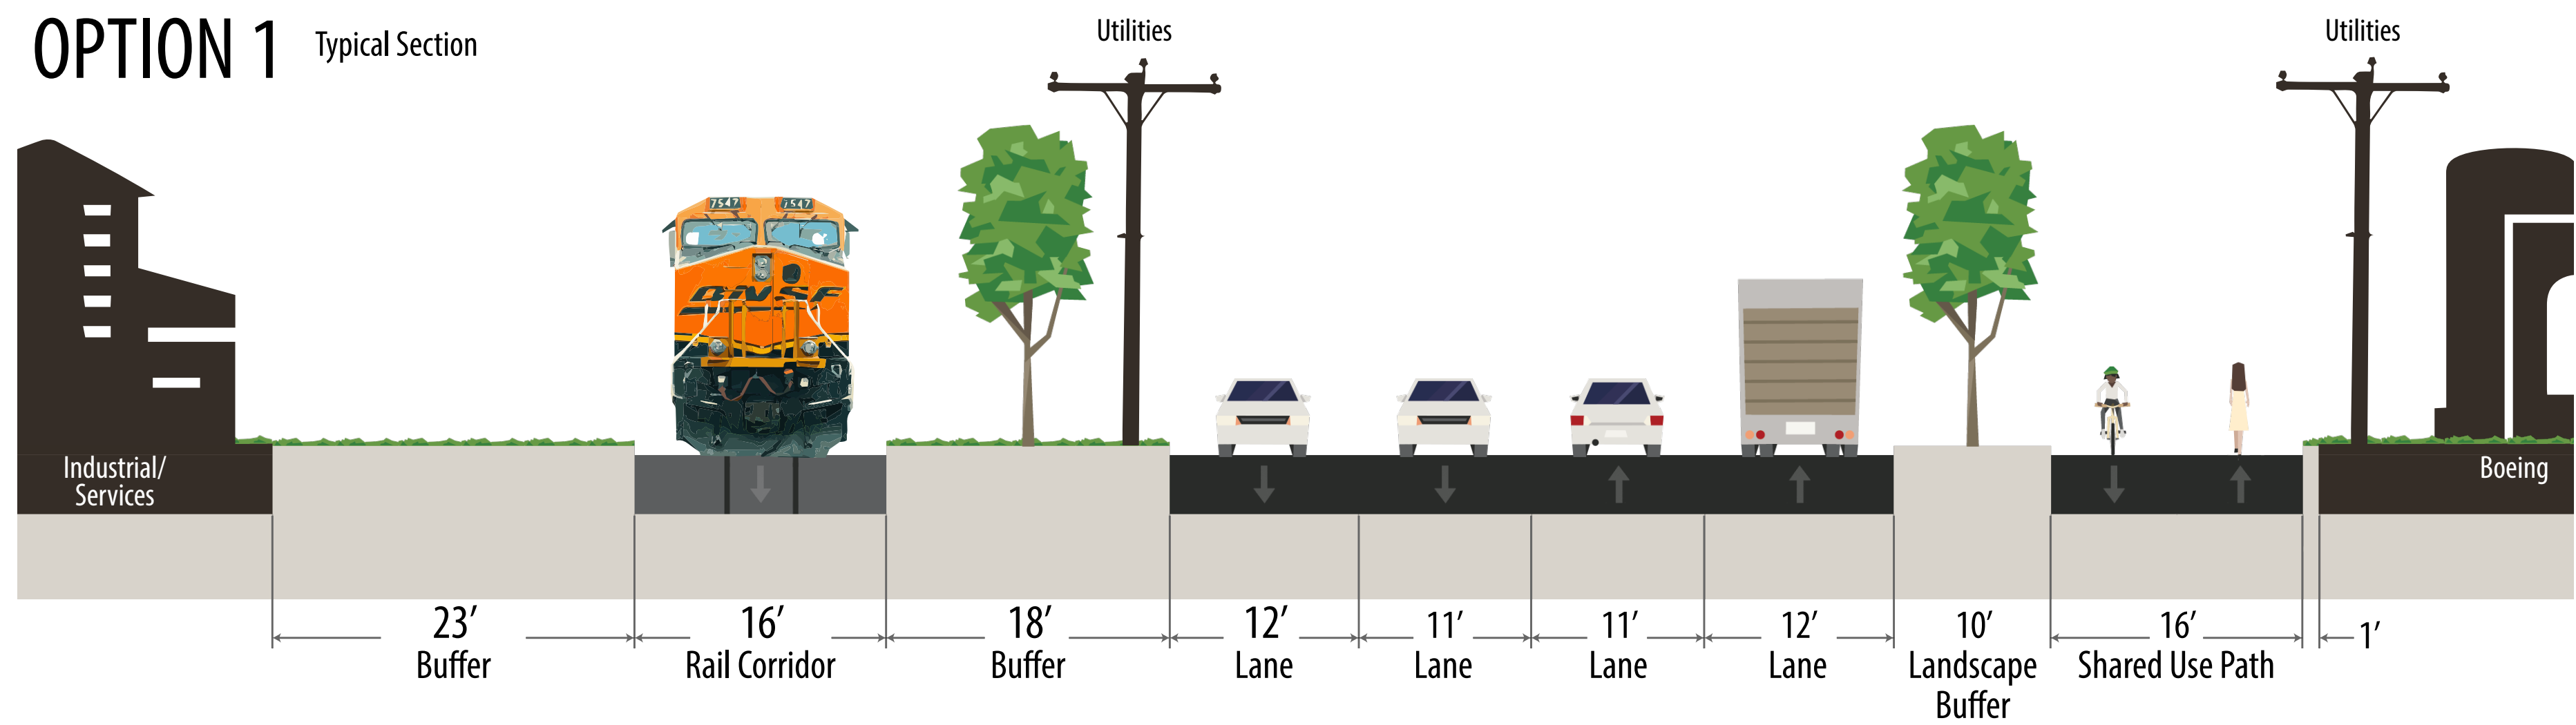 OPTION 1 Typical Section
Utilities
Utilities
7547 7547
BNSF
Industrial/
Services
Boeing
23’
Buffer
16’
Rail Corridor
18’
Buffer
12’
Lane
11’
Lane
11’
Lane
12’
Lane
10’
Landscape
Buffer
16’
Shared Use Path
1’